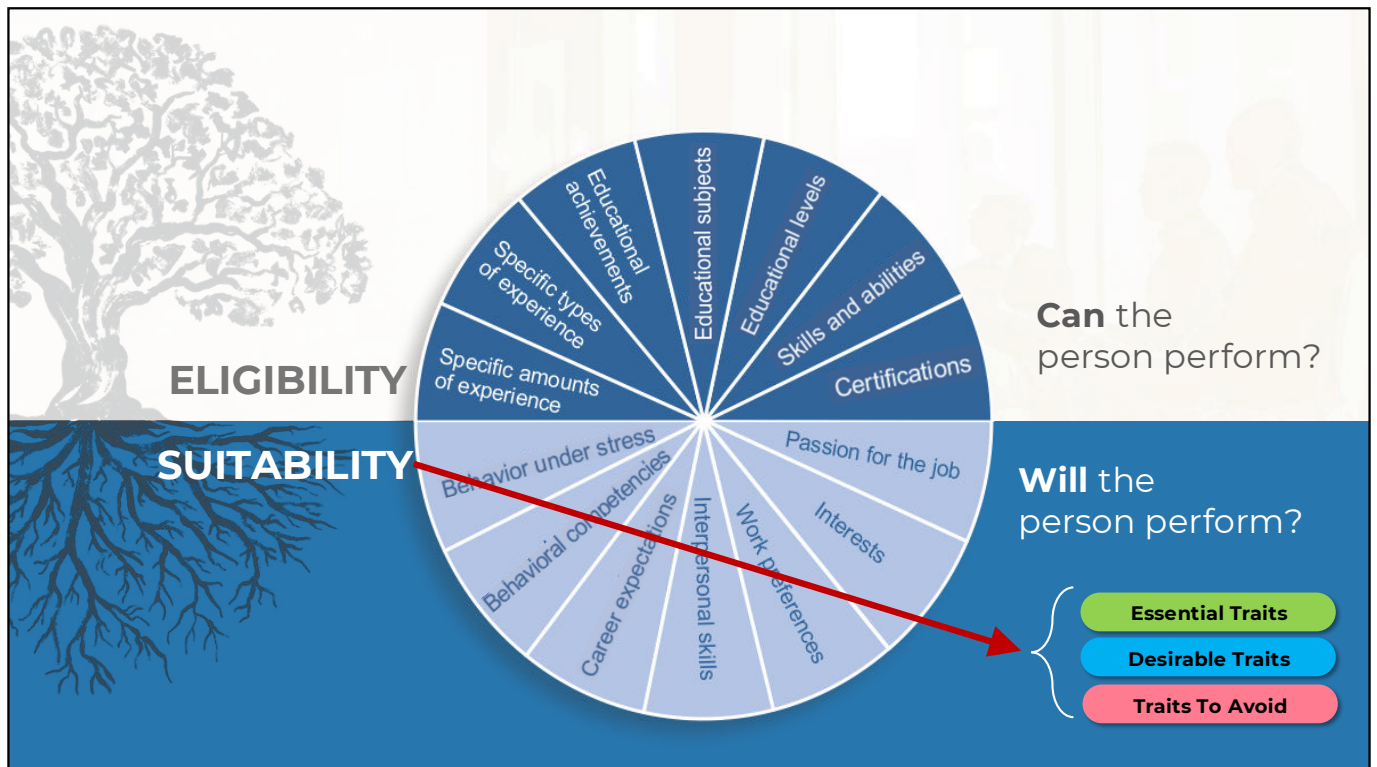 ELIGIBILITY
SUITABILITY
Specific amounts
of experience
Specific types
of experience
Educational
achievements
Educational subjects
Educational levels
Skills and abilities
Certifications
Behavior under stress
Behavioral competencies
Career expectations
Interpersonal skills
Work preferences
Interests
Passion for the job
Can the
person perform?
Will the
person perform?
Essential Traits
Desirable Traits
Traits To Avoid